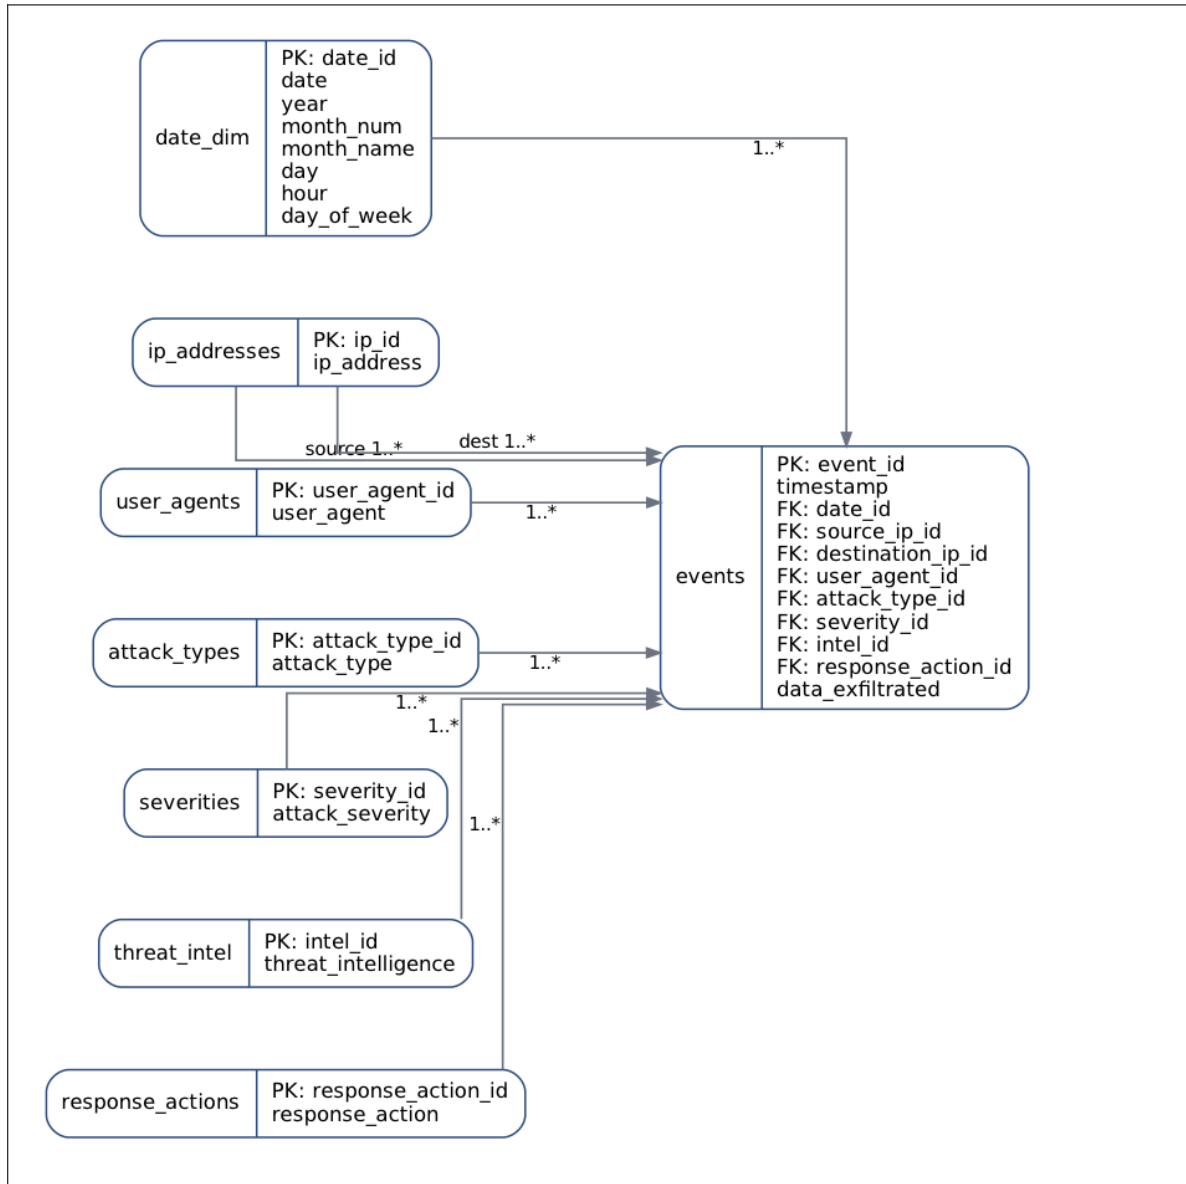 date_dim
PK: date_id
date
year
month_num
month_name
day
hour
day_of_week
1..*
ip_addresses
PK: ip_id
ip_address
source 1..*
dest 1..*
user_agents
PK: user_agent_id
user_agent
1..*
events
PK: event_id
timestamp
FK: date_id
FK: source_ip_id
FK: destination_ip_id
FK: user_agent_id
FK: attack_type_id
FK: severity_id
FK: intel_id
FK: response_action_id
data_exfiltrated
attack_types
PK: attack_type_id
attack_type
1..*
1..*
1..*
severities
PK: severity_id
attack_severity
1..*
threat_intel
PK: intel_id
threat_intelligence
response_actions
PK: response_action_id
response_action